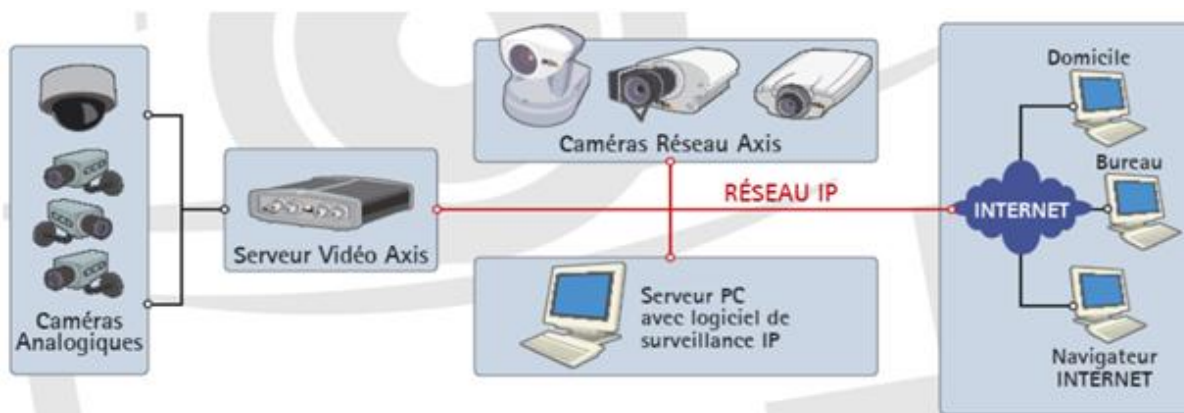 Caméras
Analogiques
Serveur Vidéo Axis
Caméras Réseau Axis
RÉSEAU IP
Serveur PC
avec logiciel de
surveillance IP
INTERNET
Domicile
Bureau
Navigateur
INTERNET